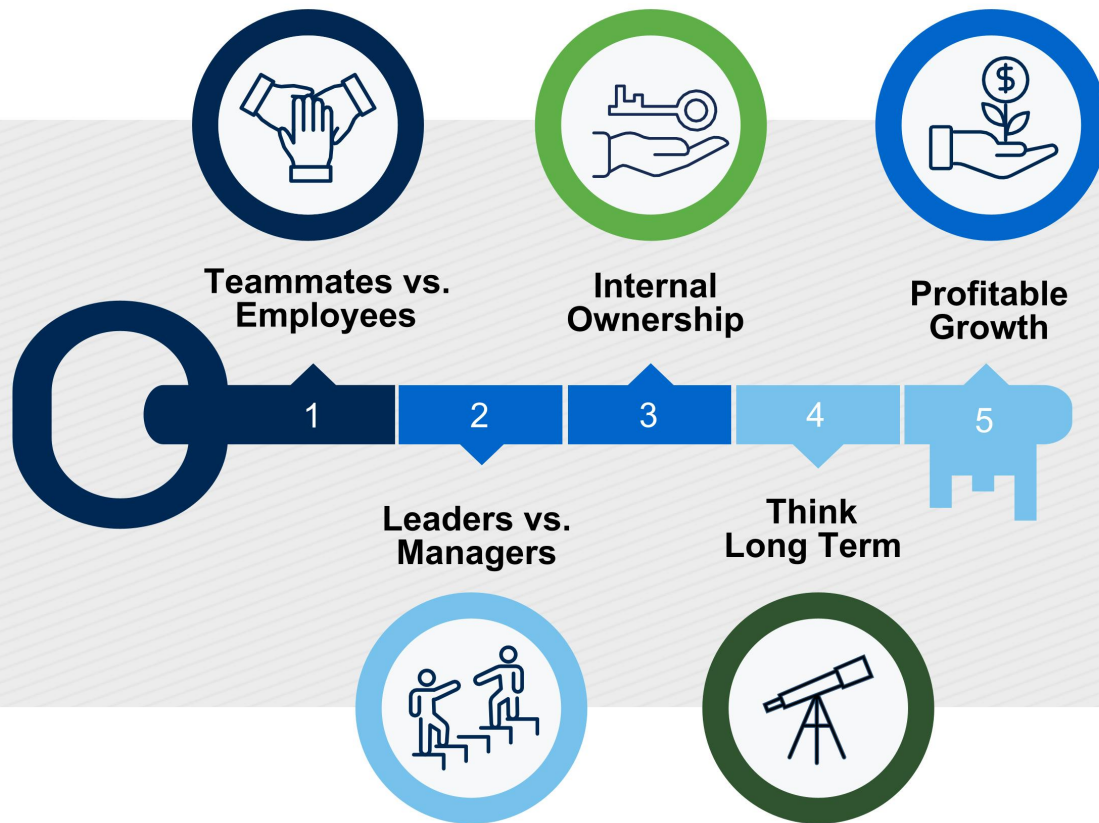 Teammates vs.
Employees
Internal
Ownership
Profitable
Growth
1
2
3
4
5
Leaders vs.
Managers
Think
Long Term
$